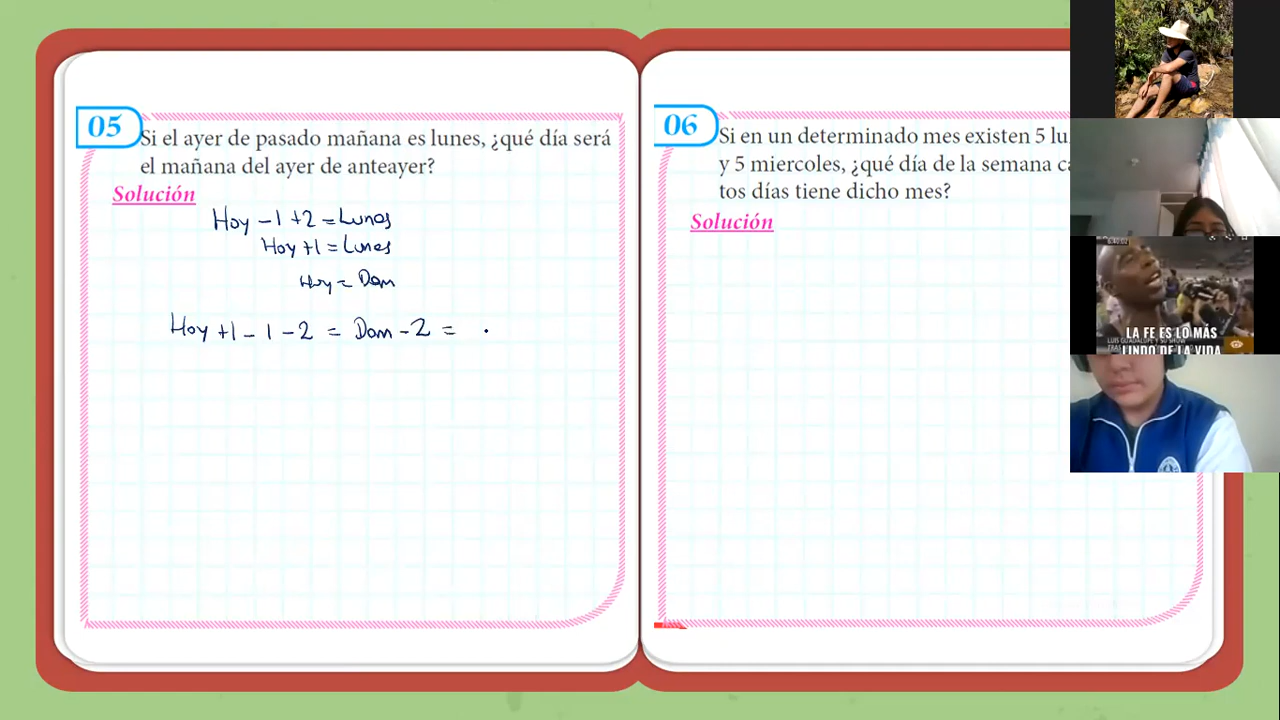 05
Si el ayer de pasado mañana es lunes, ¿qué día será
el mañana del ayer de anteayer?
Solución
Hoy -1 +2 = Lunes
Hoy +1 = Lunes
Hoy = Dom
Hoy +1 -1 -2 = Dom -2 =
06
Si en un determinado mes existen 5 lu
y 5 miercoles, ¿qué día de la semana ca
tos días tiene dicho mes?
Solución
LA FE ES LO MÁS
LINDO DE LA VIDA